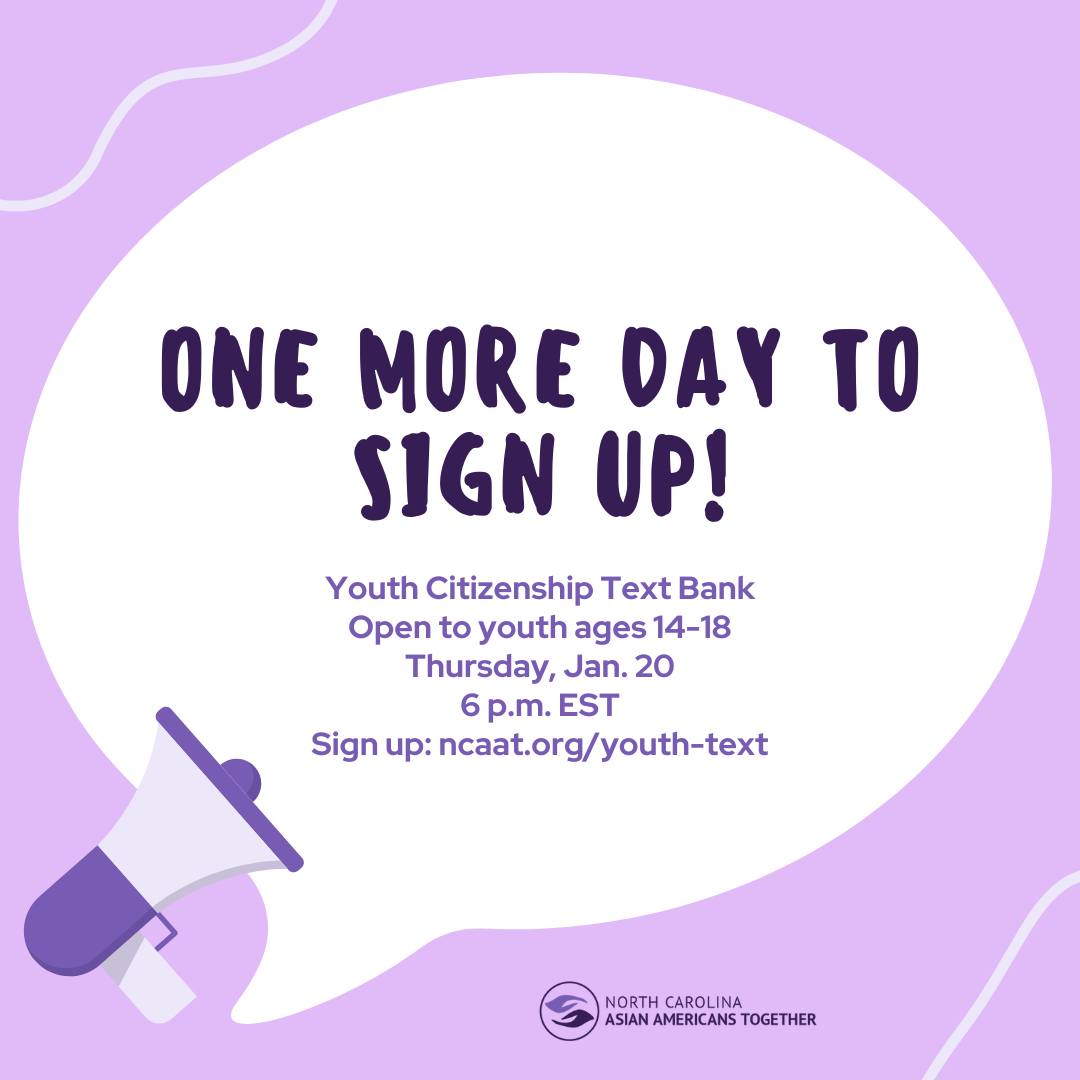 ONE MORE DAY TO
SIGN UP!
Youth Citizenship Text Bank
Open to youth ages 14-18
Thursday, Jan. 20
6 p.m. EST
Sign up: ncaat.org/youth-text
NORTH CAROLINA
ASIAN AMERICANS TOGETHER